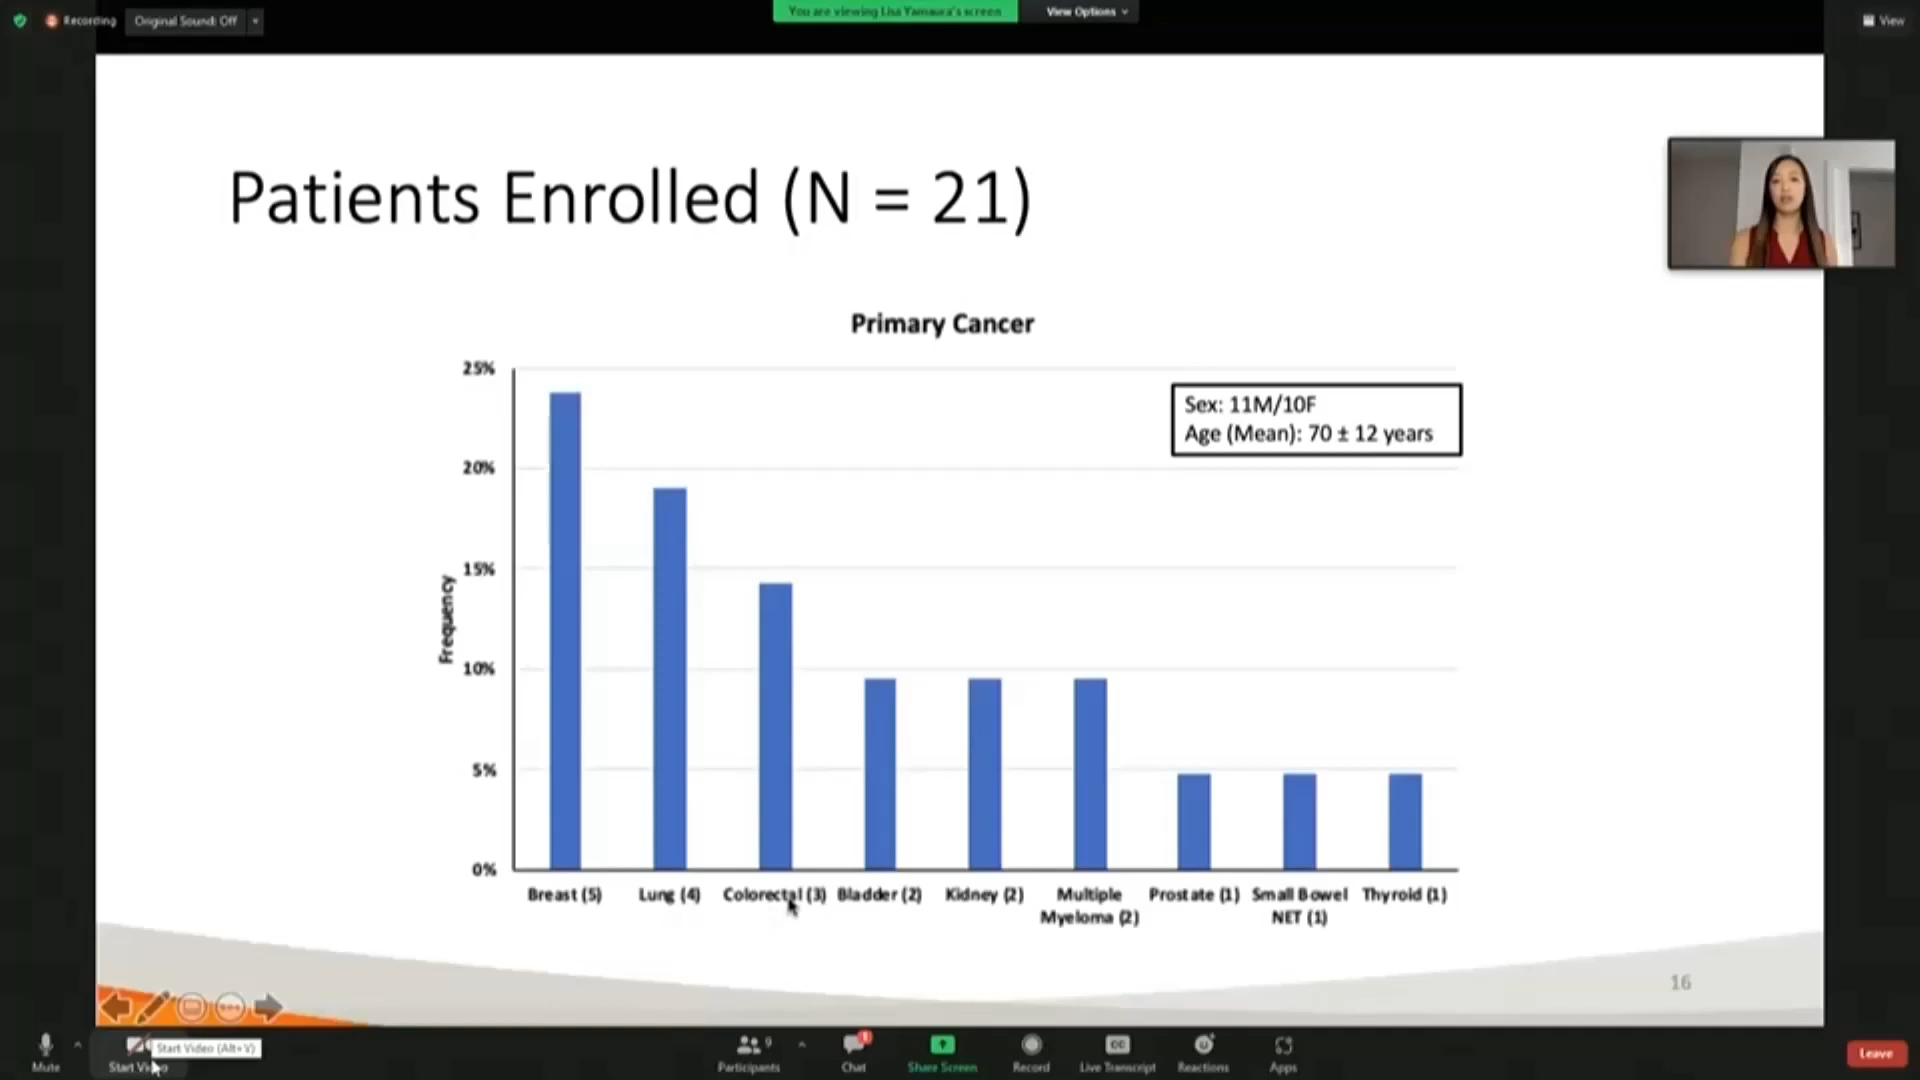 Recording
Original Sound: Off
You are viewing Lisa Yamaura's screen
View Options
View
Patients Enrolled (N = 21)
Primary Cancer
25%
20%
15%
10%
5%
0%
Frequency
Sex: 11M/10F
Age (Mean): 70 ± 12 years
Breast (5)
Lung (4)
Colorectal (3)
Bladder (2)
Kidney (2)
Multiple
Myeloma (2)
Prostate (1)
Small Bowel
NET (1)
Thyroid (1)
16
Start Video (Alt+V)
Mute
Start Video
Participants
9
Chat
Share Screen
Record
CC
Live Transcript
Reactions
Apps
Leave